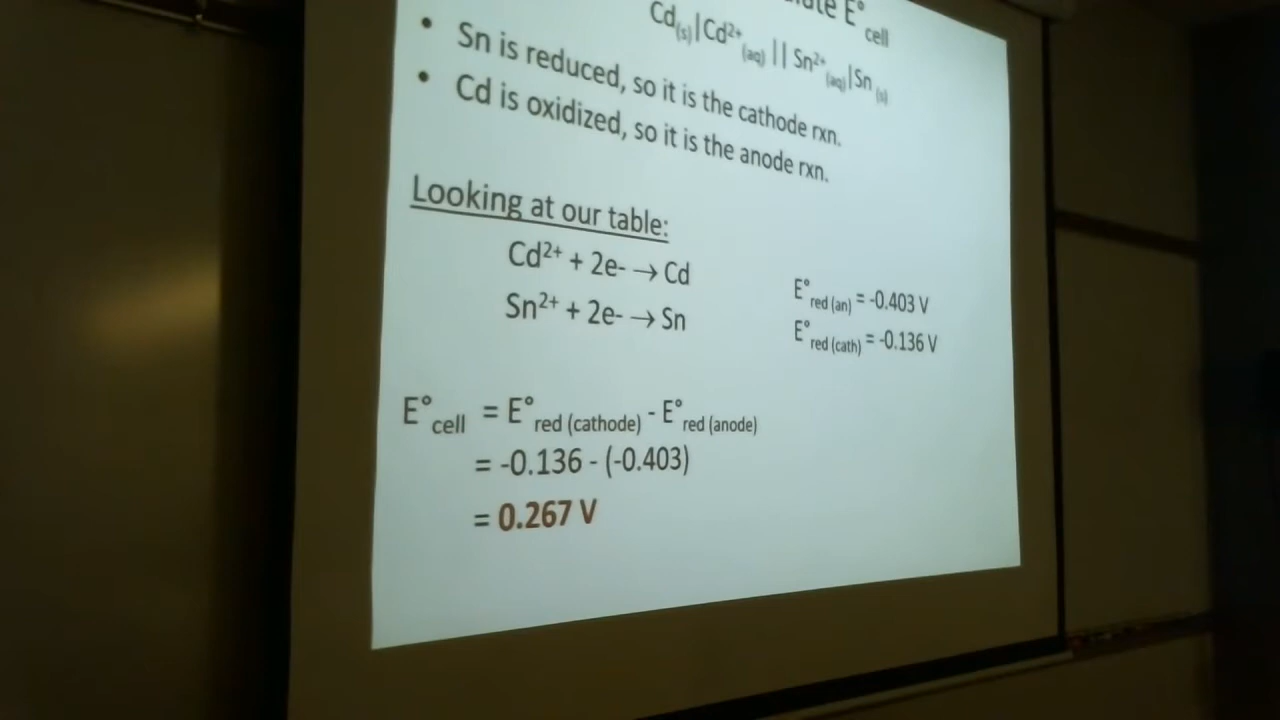 E°cell
Cd(s)|Cd2+(aq) || Sn2+(aq)|Sn(s)
• Sn is reduced, so it is the cathode rxn.
• Cd is oxidized, so it is the anode rxn.
Looking at our table:
Cd2+ + 2e- → Cd
E°red (an) = -0.403 V
Sn2+ + 2e- → Sn
E°red (cath) = -0.136 V
E°cell = E°red (cathode) - E°red (anode)
= -0.136 - (-0.403)
= 0.267 V